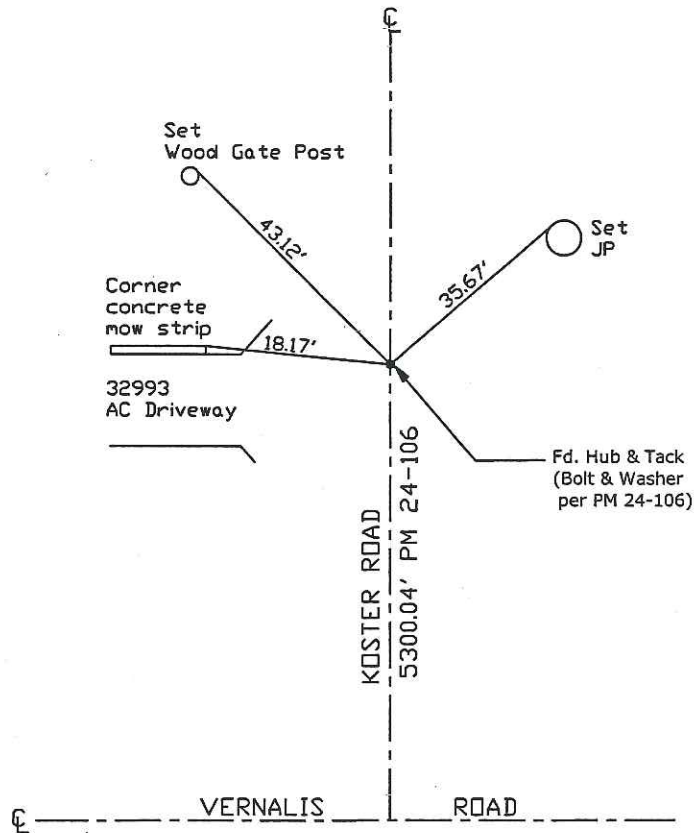 ℄
Set
Wood Gate Post
43.12'
Set
JP
35.67'
Corner
concrete
mow strip
18.17'
32993
AC Driveway
Fd. Hub & Tack
(Bolt & Washer
per PM 24-106)
KOSTER ROAD
5300.04' PM 24-106
℄ VERNALIS ROAD